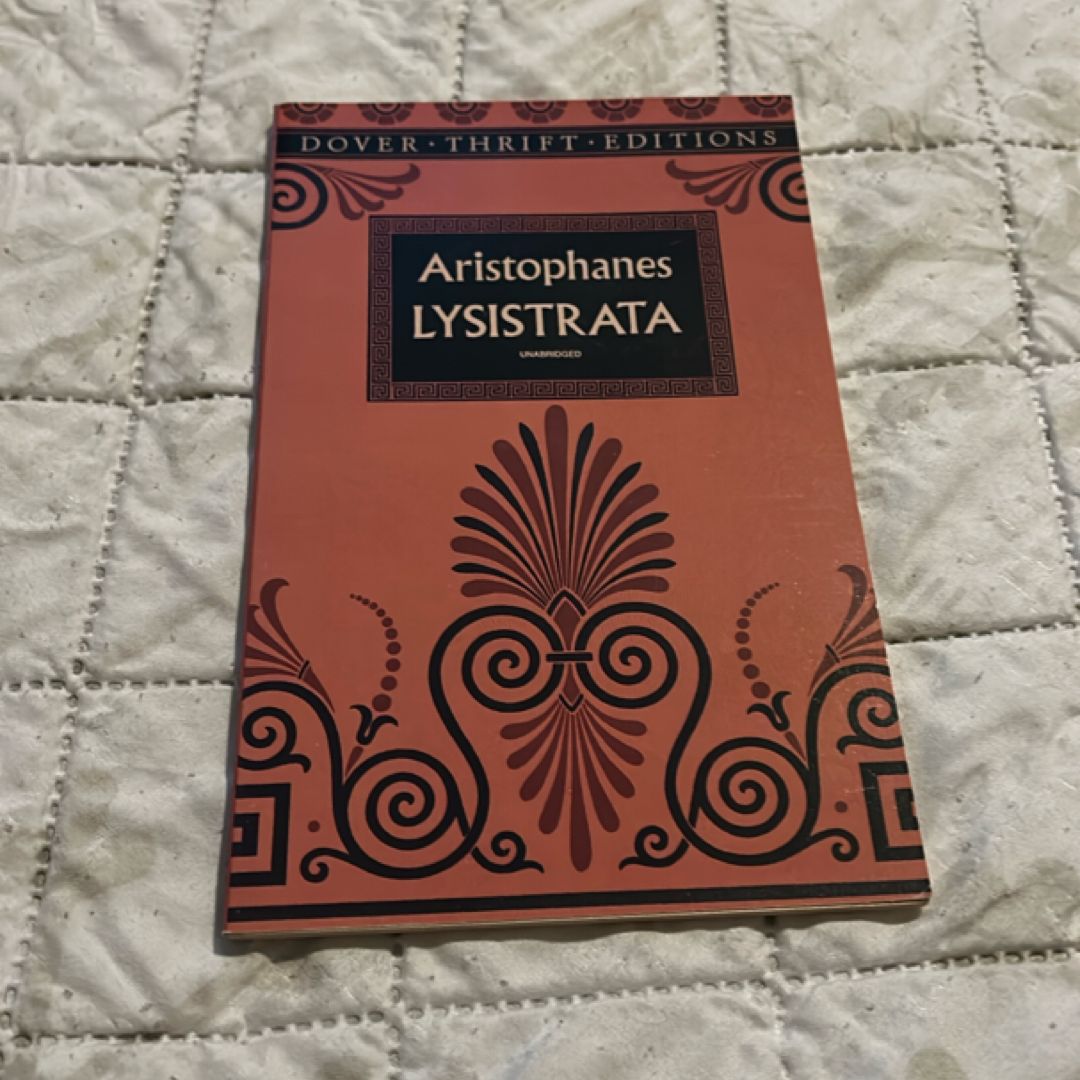 DOVER · THRIFT · EDITIONS
Aristophanes
LYSISTRATA
UNABRIDGED